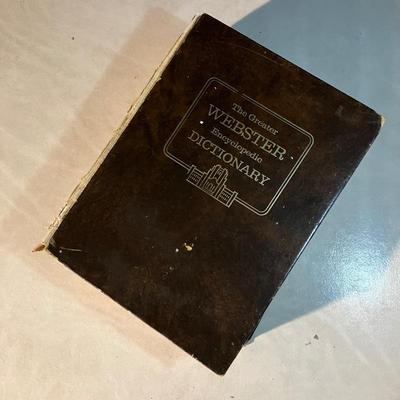 The Greater
WEBSTER
Encyclopedic
DICTIONARY